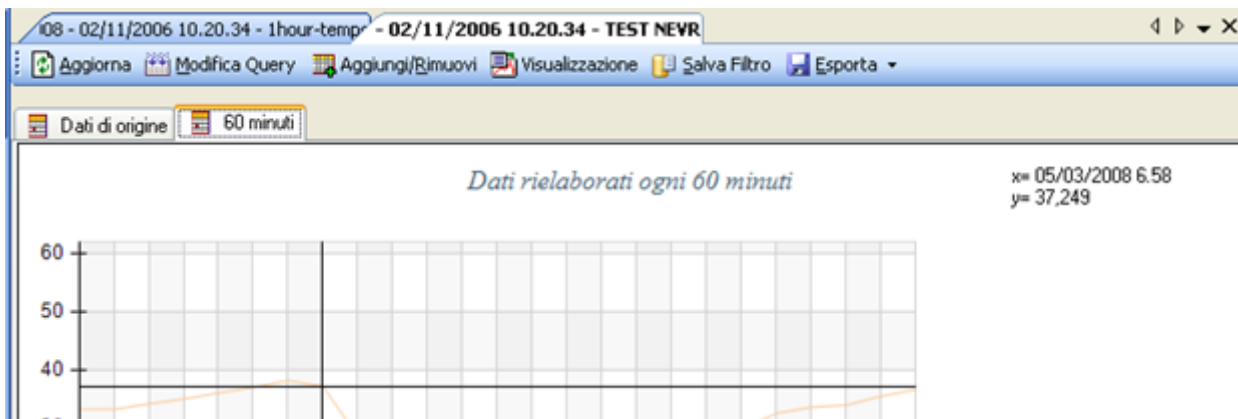 i08 - 02/11/2006 10.20.34 - 1hour-temp - 02/11/2006 10.20.34 - TEST NEVR
Aggiorna Modifica Query Aggiungi/Rimuovi Visualizzazione Salva Filtro Esporta
Dati di origine 60 minuti
Dati rielaborati ogni 60 minuti
x= 05/03/2008 6.58
y= 37,249
60
50
40